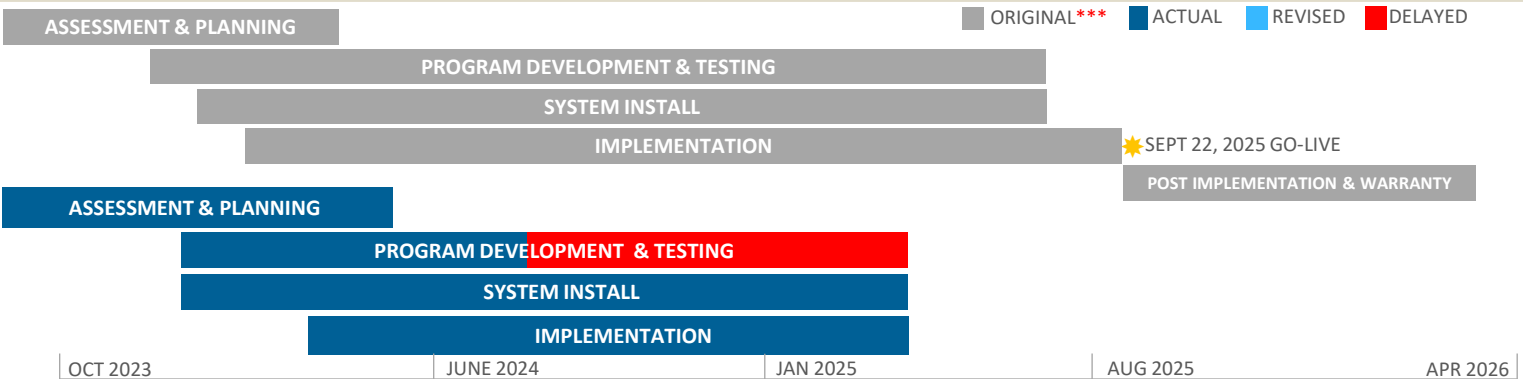 ASSESSMENT & PLANNING
ORIGINAL*** ACTUAL REVISED DELAYED
PROGRAM DEVELOPMENT & TESTING
SYSTEM INSTALL
IMPLEMENTATION
SEPT 22, 2025 GO-LIVE
POST IMPLEMENTATION & WARRANTY
ASSESSMENT & PLANNING
PROGRAM DEVELOPMENT & TESTING
SYSTEM INSTALL
IMPLEMENTATION
OCT 2023 JUNE 2024 JAN 2025 AUG 2025 APR 2026